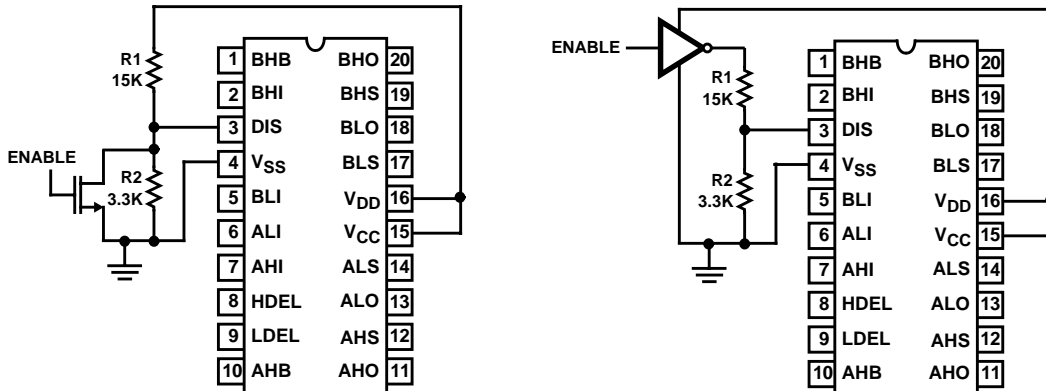 R1
15K
ENABLE
R2
3.3K
1 BHB BHO 20
2 BHI BHS 19
3 DIS BLO 18
4 VSS BLS 17
5 BLI VDD 16
6 ALI VCC 15
7 AHI ALS 14
8 HDEL ALO 13
9 LDEL AHS 12
10 AHB AHO 11
ENABLE
R1
15K
R2
3.3K
1 BHB BHO 20
2 BHI BHS 19
3 DIS BLO 18
4 VSS BLS 17
5 BLI VDD 16
6 ALI VCC 15
7 AHI ALS 14
8 HDEL ALO 13
9 LDEL AHS 12
10 AHB AHO 11